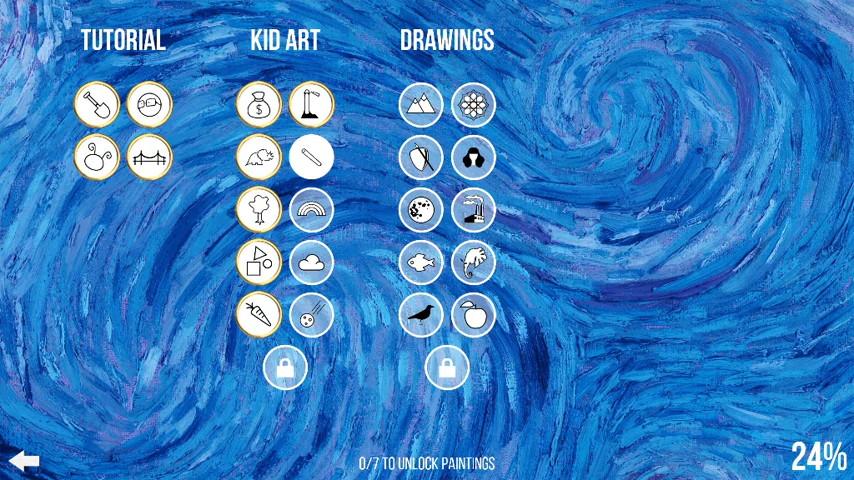 TUTORIAL
KID ART
DRAWINGS
$
0/7 TO UNLOCK PAINTINGS
24%